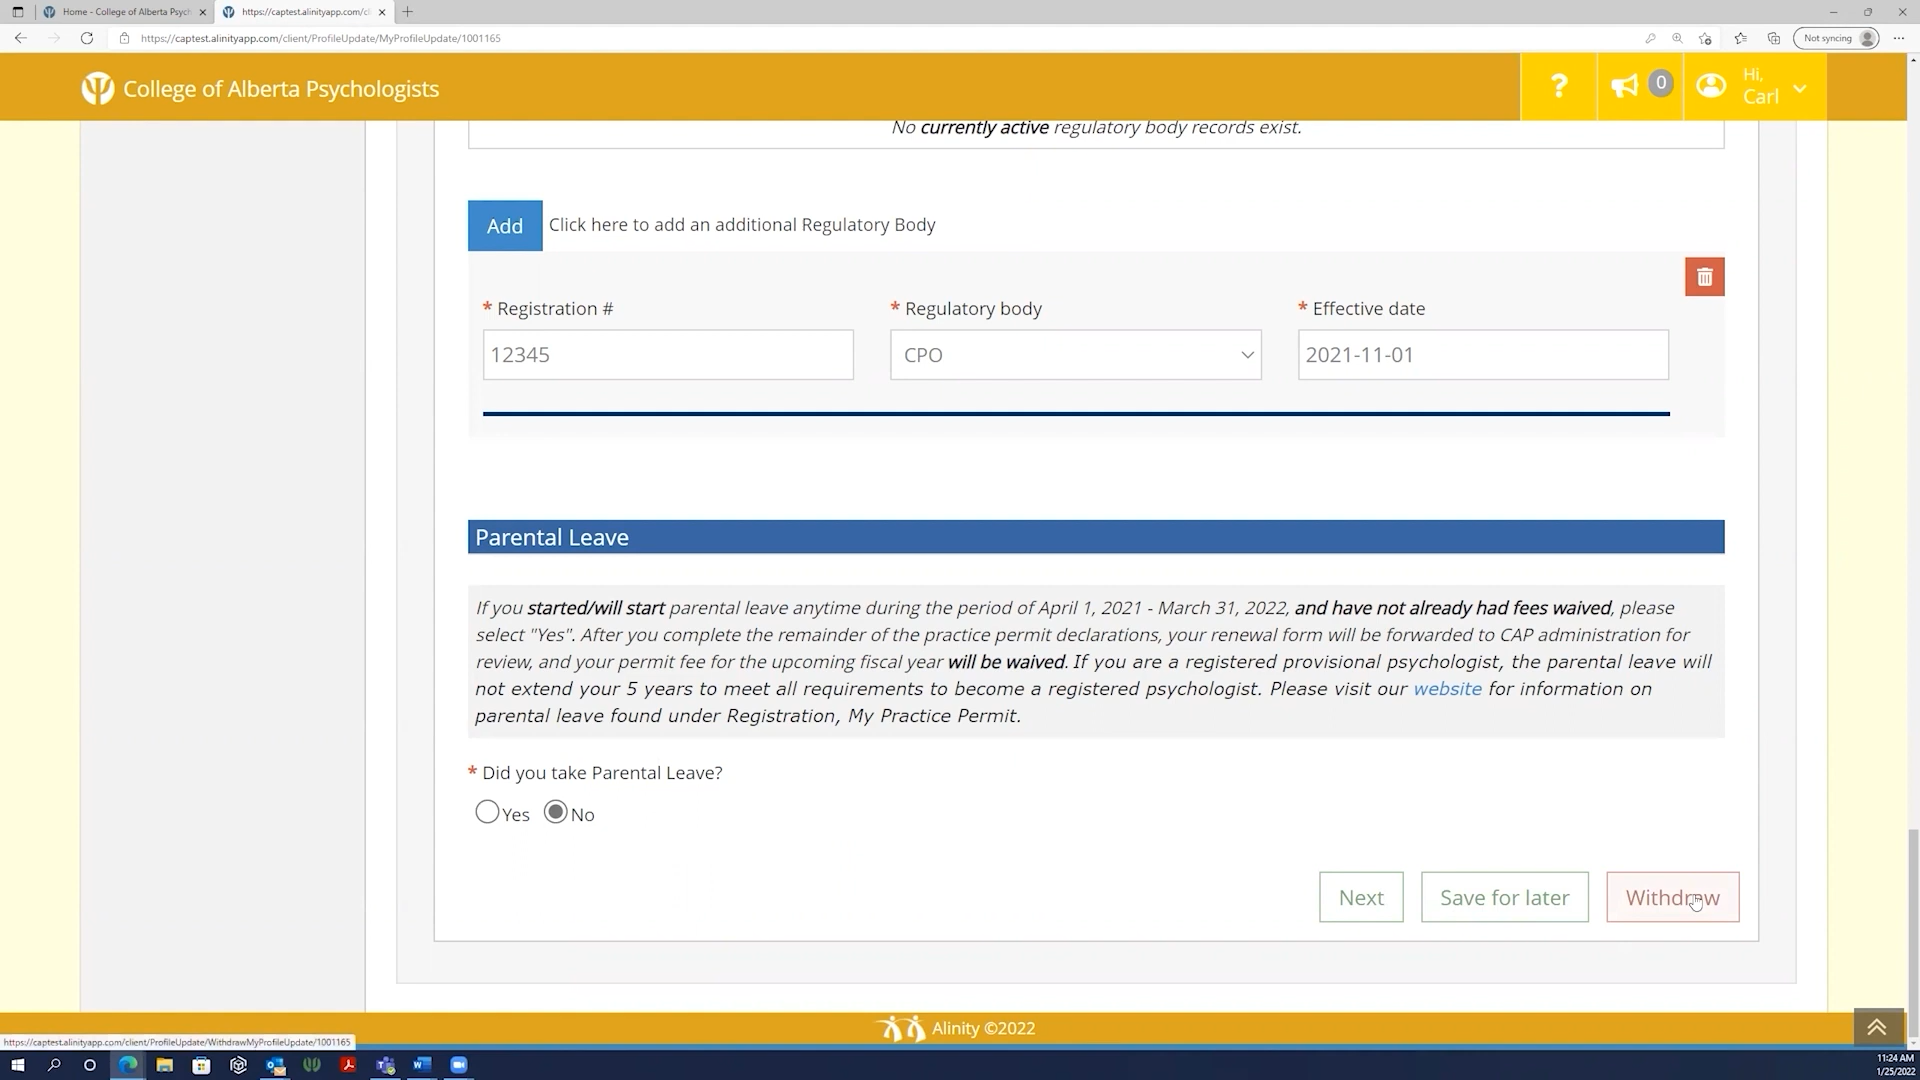 Home - College of Alberta Psych
https://captest.alinityapp.com/cl
https://captest.alinityapp.com/client/ProfileUpdate/MyProfileUpdate/1001165
Not syncing
College of Alberta Psychologists
?
0
Hi,
Carl
No currently active regulatory body records exist.
Add
Click here to add an additional Regulatory Body
* Registration #
* Regulatory body
* Effective date
12345
CPO
2021-11-01
Parental Leave
If you started/will start parental leave anytime during the period of April 1, 2021 - March 31, 2022, and have not already had fees waived, please
select "Yes". After you complete the remainder of the practice permit declarations, your renewal form will be forwarded to CAP administration for
review, and your permit fee for the upcoming fiscal year will be waived. If you are a registered provisional psychologist, the parental leave will
not extend your 5 years to meet all requirements to become a registered psychologist. Please visit our website for information on
parental leave found under Registration, My Practice Permit.
* Did you take Parental Leave?
Yes No
Next
Save for later
Withdraw
Alinity ©2022
https://captest.alinityapp.com/client/ProfileUpdate/WithdrawMyProfileUpdate/1001165
11:24 AM
1/25/2022